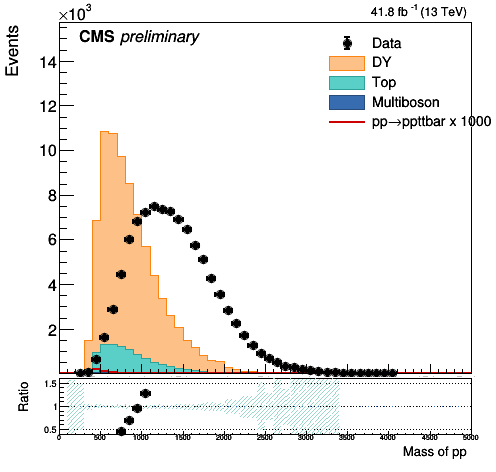 ×10³
41.8 fb⁻¹ (13 TeV)
CMS preliminary
Events
Data
DY
Top
Multiboson
pp→ppttbar x 1000
14
12
10
8
6
4
2
Ratio
1.5
1
0.5
0 500 1000 1500 2000 2500 3000 3500 4000 4500 5000
Mass of pp